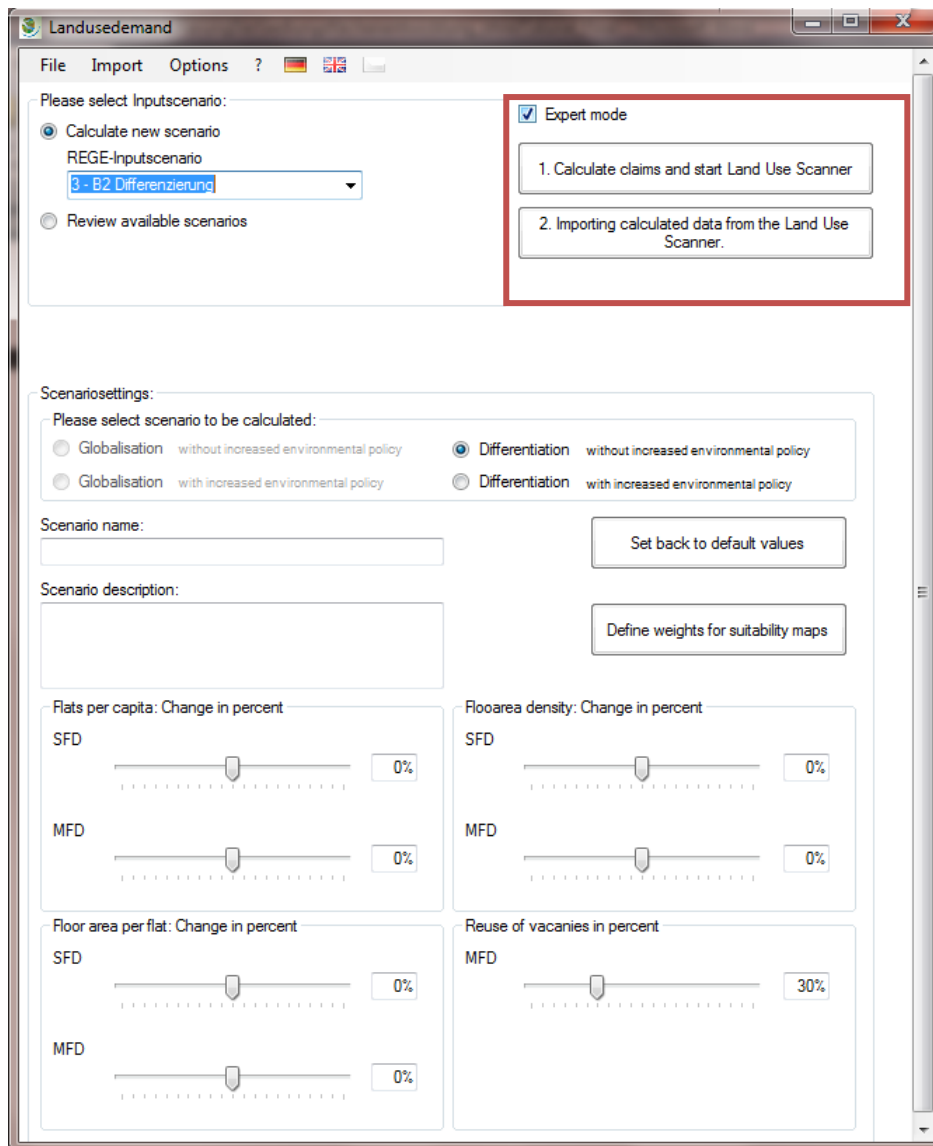 Landusedemand
File Import Options ?
Please select Inputscenario:
Calculate new scenario
REGE-Inputscenario
3 - B2 Differenzierung
Review available scenarios
Expert mode
1. Calculate claims and start Land Use Scanner
2. Importing calculated data from the Land Use
Scanner.
Scenariosettings:
Please select scenario to be calculated:
Globalisation without increased environmental policy
Differentiation without increased environmental policy
Globalisation with increased environmental policy
Differentiation with increased environmental policy
Scenario name:
Set back to default values
Scenario description:
Define weights for suitability maps
Flats per capita: Change in percent
SFD
0%
MFD
0%
Flooarea density: Change in percent
SFD
0%
MFD
0%
Floor area per flat: Change in percent
SFD
0%
MFD
0%
Reuse of vacanies in percent
MFD
30%